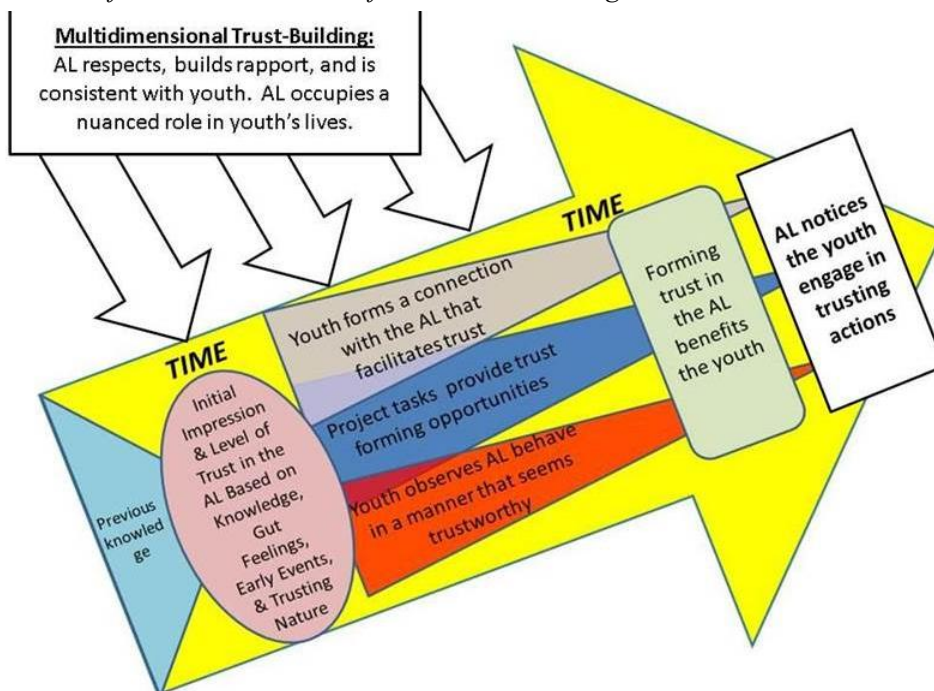 Multidimensional Trust-Building:
AL respects, builds rapport, and is
consistent with youth. AL occupies a
nuanced role in youth's lives.
TIME
TIME
Previous
knowled
ge
Initial
Impression
& Level of
Trust in the
AL Based on
Knowledge,
Gut
Feelings,
Early Events,
& Trusting
Nature
Youth forms a connection
with the AL that
facilitates trust
Project tasks provide trust
forming opportunities
Youth observes AL behave
in a manner that seems
trustworthy
Forming
trust in
the AL
benefits
the youth
AL notices
the youth
engage in
trusting
actions